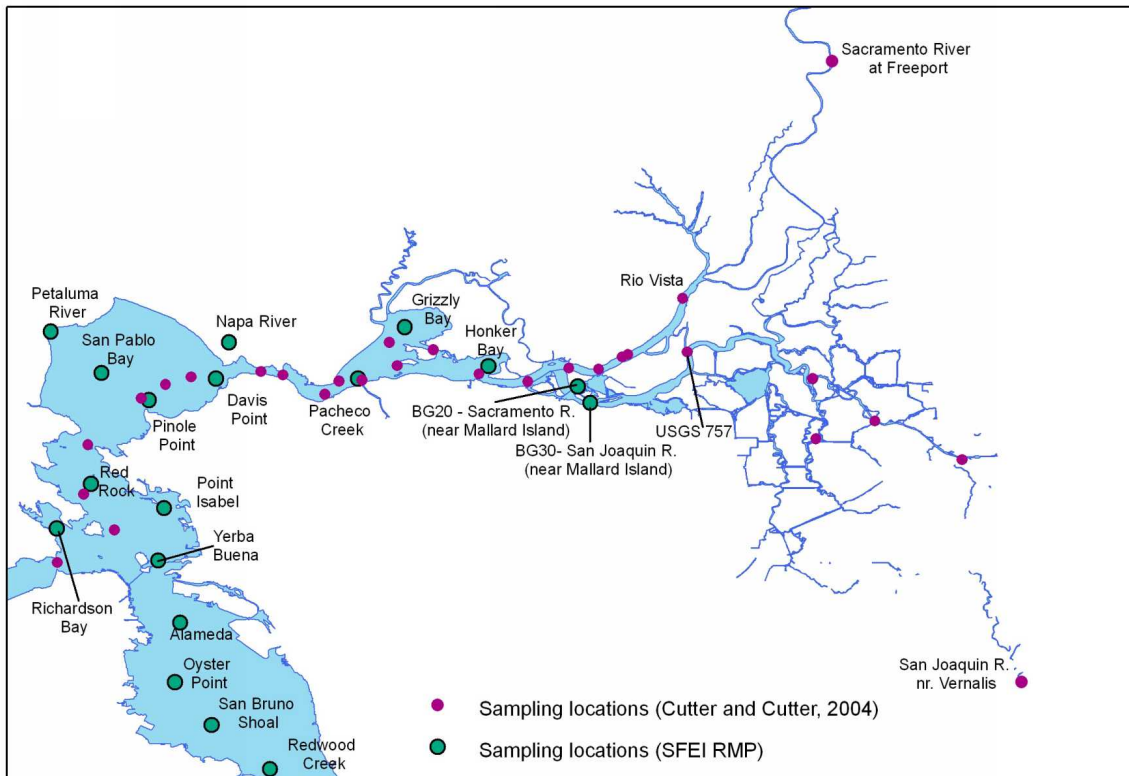 Sacramento River
at Freeport
Rio Vista
Petaluma
River
Napa River
San Pablo
Bay
Grizzly
Bay
Honker
Bay
Davis
Point
Pinole
Point
Pacheco
Creek
BG20 - Sacramento R.
(near Mallard Island)
BG30- San Joaquin R.
(near Mallard Island)
USGS 757
Red
Rock
Point
Isabel
Yerba
Buena
Richardson
Bay
Alameda
Oyster
Point
San Bruno
Shoal
Redwood
Creek
San Joaquin R.
nr. Vernalis
Sampling locations (Cutter and Cutter, 2004)
Sampling locations (SFEI RMP)